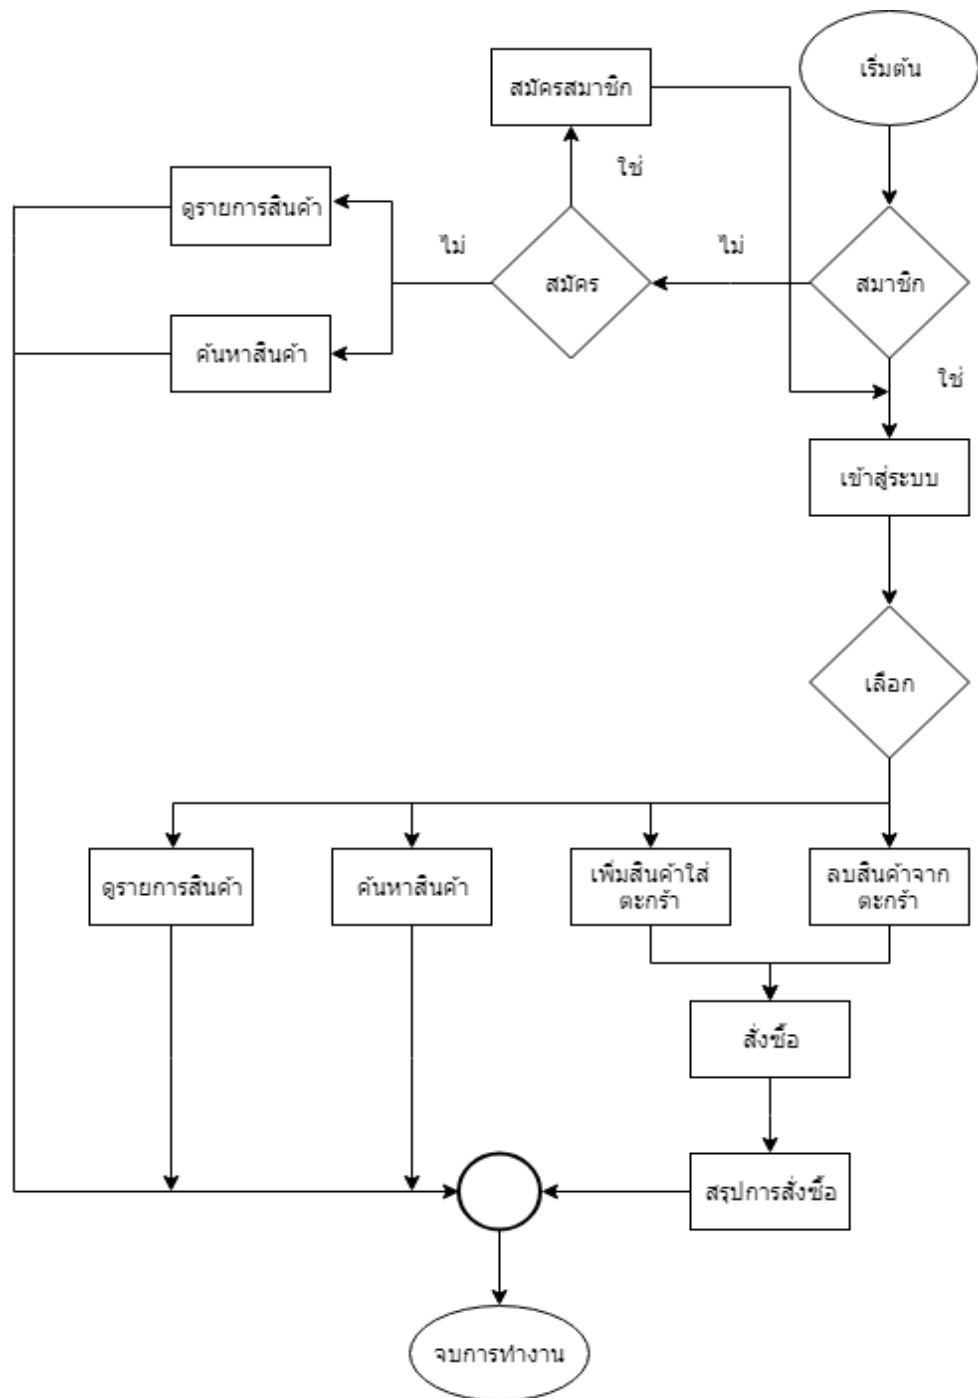 เริ่มต้น
สมัครสมาชิก
ใช่
ดูรายการสินค้า
ไม่
สมัคร
ไม่
สมาชิก
ค้นหาสินค้า
ใช่
เข้าสู่ระบบ
เลือก
ดูรายการสินค้า
ค้นหาสินค้า
เพิ่มสินค้าใส่
ตะกร้า
ลบสินค้าจาก
ตะกร้า
สั่งซื้อ
สรุปการสั่งซื้อ
จบการทำงาน